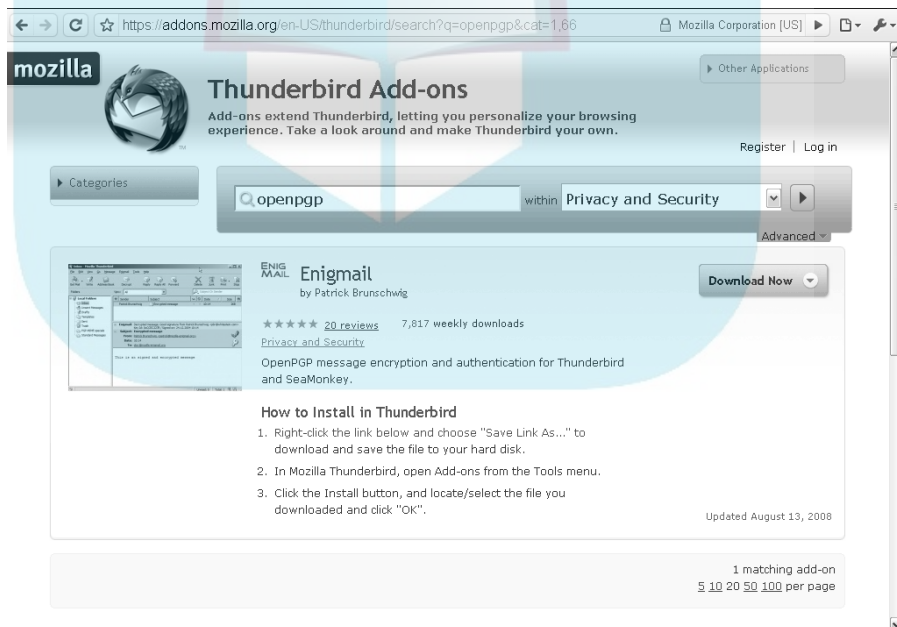 https://addons.mozilla.org/en-US/thunderbird/search?q=openpgp&cat=1,66
Mozilla Corporation [US]
mozilla
Other Applications
Thunderbird Add-ons
Add-ons extend Thunderbird, letting you personalize your browsing
experience. Take a look around and make Thunderbird your own.
TM
Register | Log in
Categories
openpgp within Privacy and Security
Advanced
ENIG
MAIL Enigmail
by Patrick Brunschwig
Download Now
20 reviews 7,817 weekly downloads
Privacy and Security
OpenPGP message encryption and authentication for Thunderbird
and SeaMonkey.
How to Install in Thunderbird
1. Right-click the link below and choose "Save Link As..." to
download and save the file to your hard disk.
2. In Mozilla Thunderbird, open Add-ons from the Tools menu.
3. Click the Install button, and locate/select the file you
downloaded and click "OK".
Updated August 13, 2008
1 matching add-on
5 10 20 50 100 per page